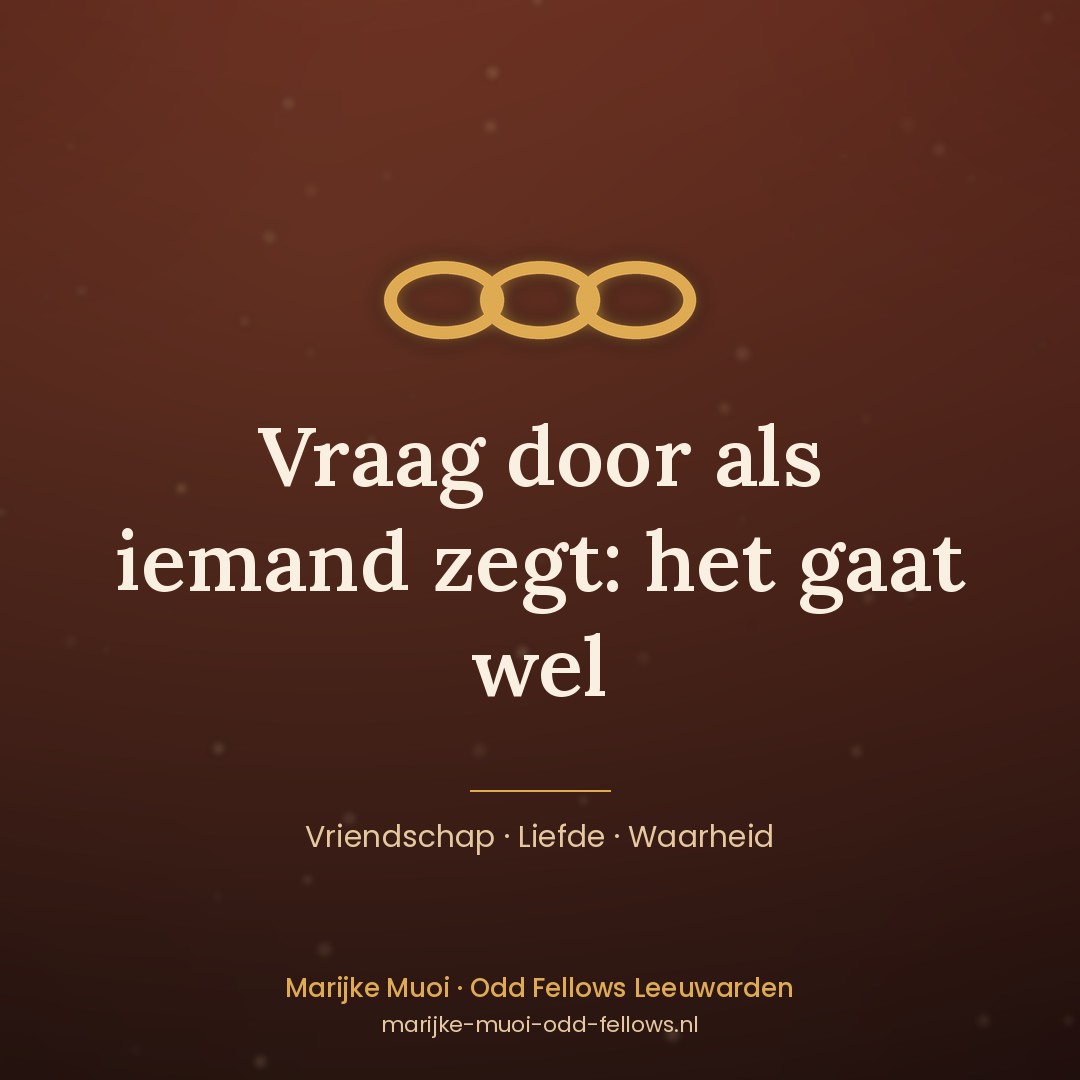 Vraag door als
iemand zegt: het gaat
wel
Vriendschap · Liefde · Waarheid
Marijke Muoi · Odd Fellows Leeuwarden
marijke-muoi-odd-fellows.nl